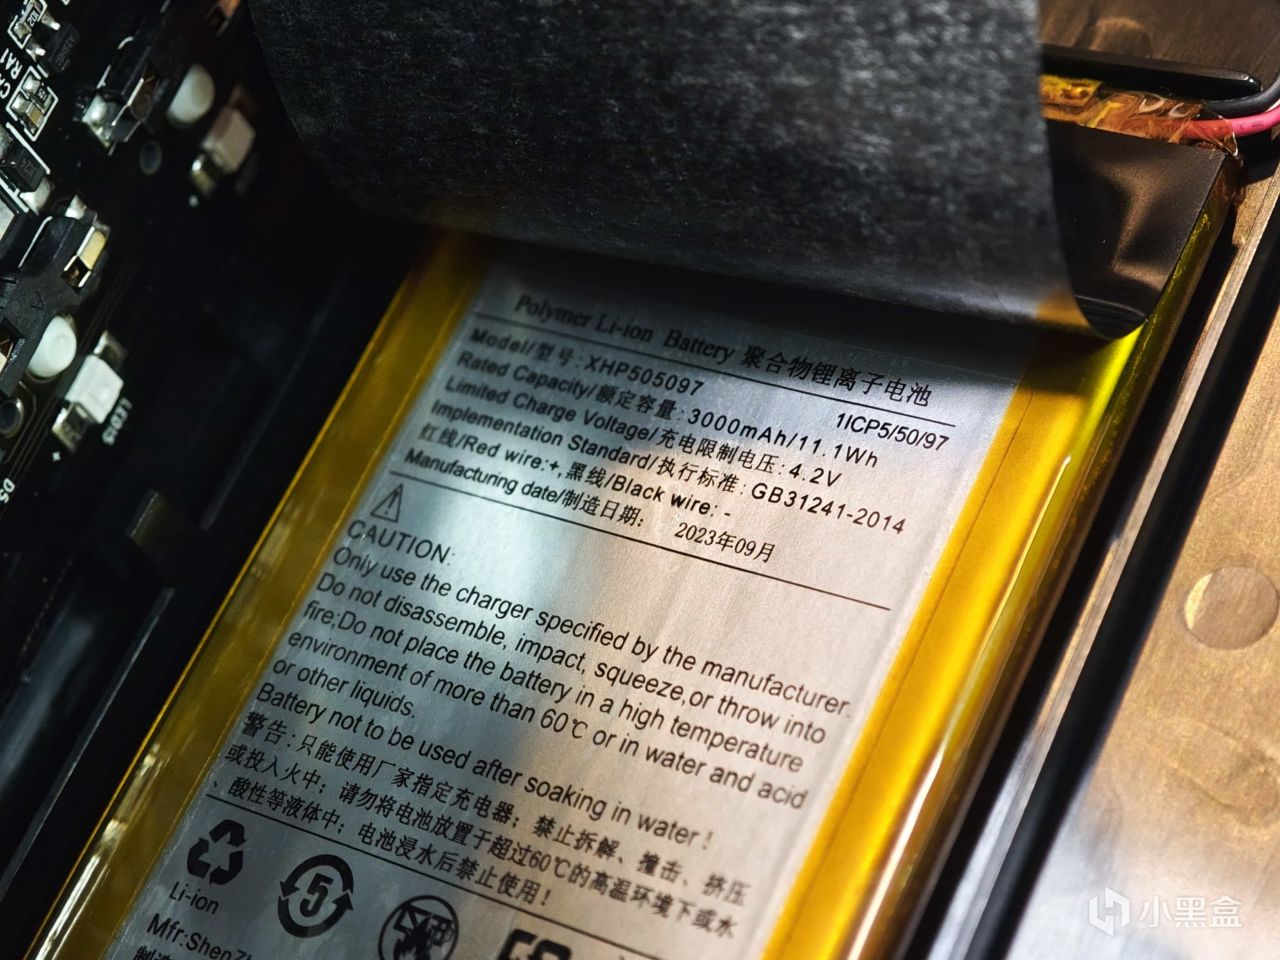 RA1
LED15
D5
Polymer Li-ion Battery 聚合物锂离子电池
Model/型号: XHP505097
1ICP5/50/97
Rated Capacity/额定容量: 3000mAh/11.1Wh
Limited Charge Voltage/充电限制电压: 4.2V
Implementation Standard/执行标准: GB31241-2014
红线/Red wire:+,黑线/Black wire: -
Manufacturing date/制造日期: 2023年09月
CAUTION:
Only use the charger specified by the manufacturer.
Do not disassemble, impact, squeeze,or throw into
fire;Do not place the battery in a high temperature
environment of more than 60℃ or in water and acid
or other liquids.
Battery not to be used after soaking in water!
警告: 只能使用厂家指定充电器; 禁止拆解、撞击、挤压
或投入火中; 请勿将电池放置于超过60℃的高温环境下或水
、酸性等液体中; 电池浸水后禁止使用!
Li-ion
5
Mfr:ShenZh
制造
小黑盒